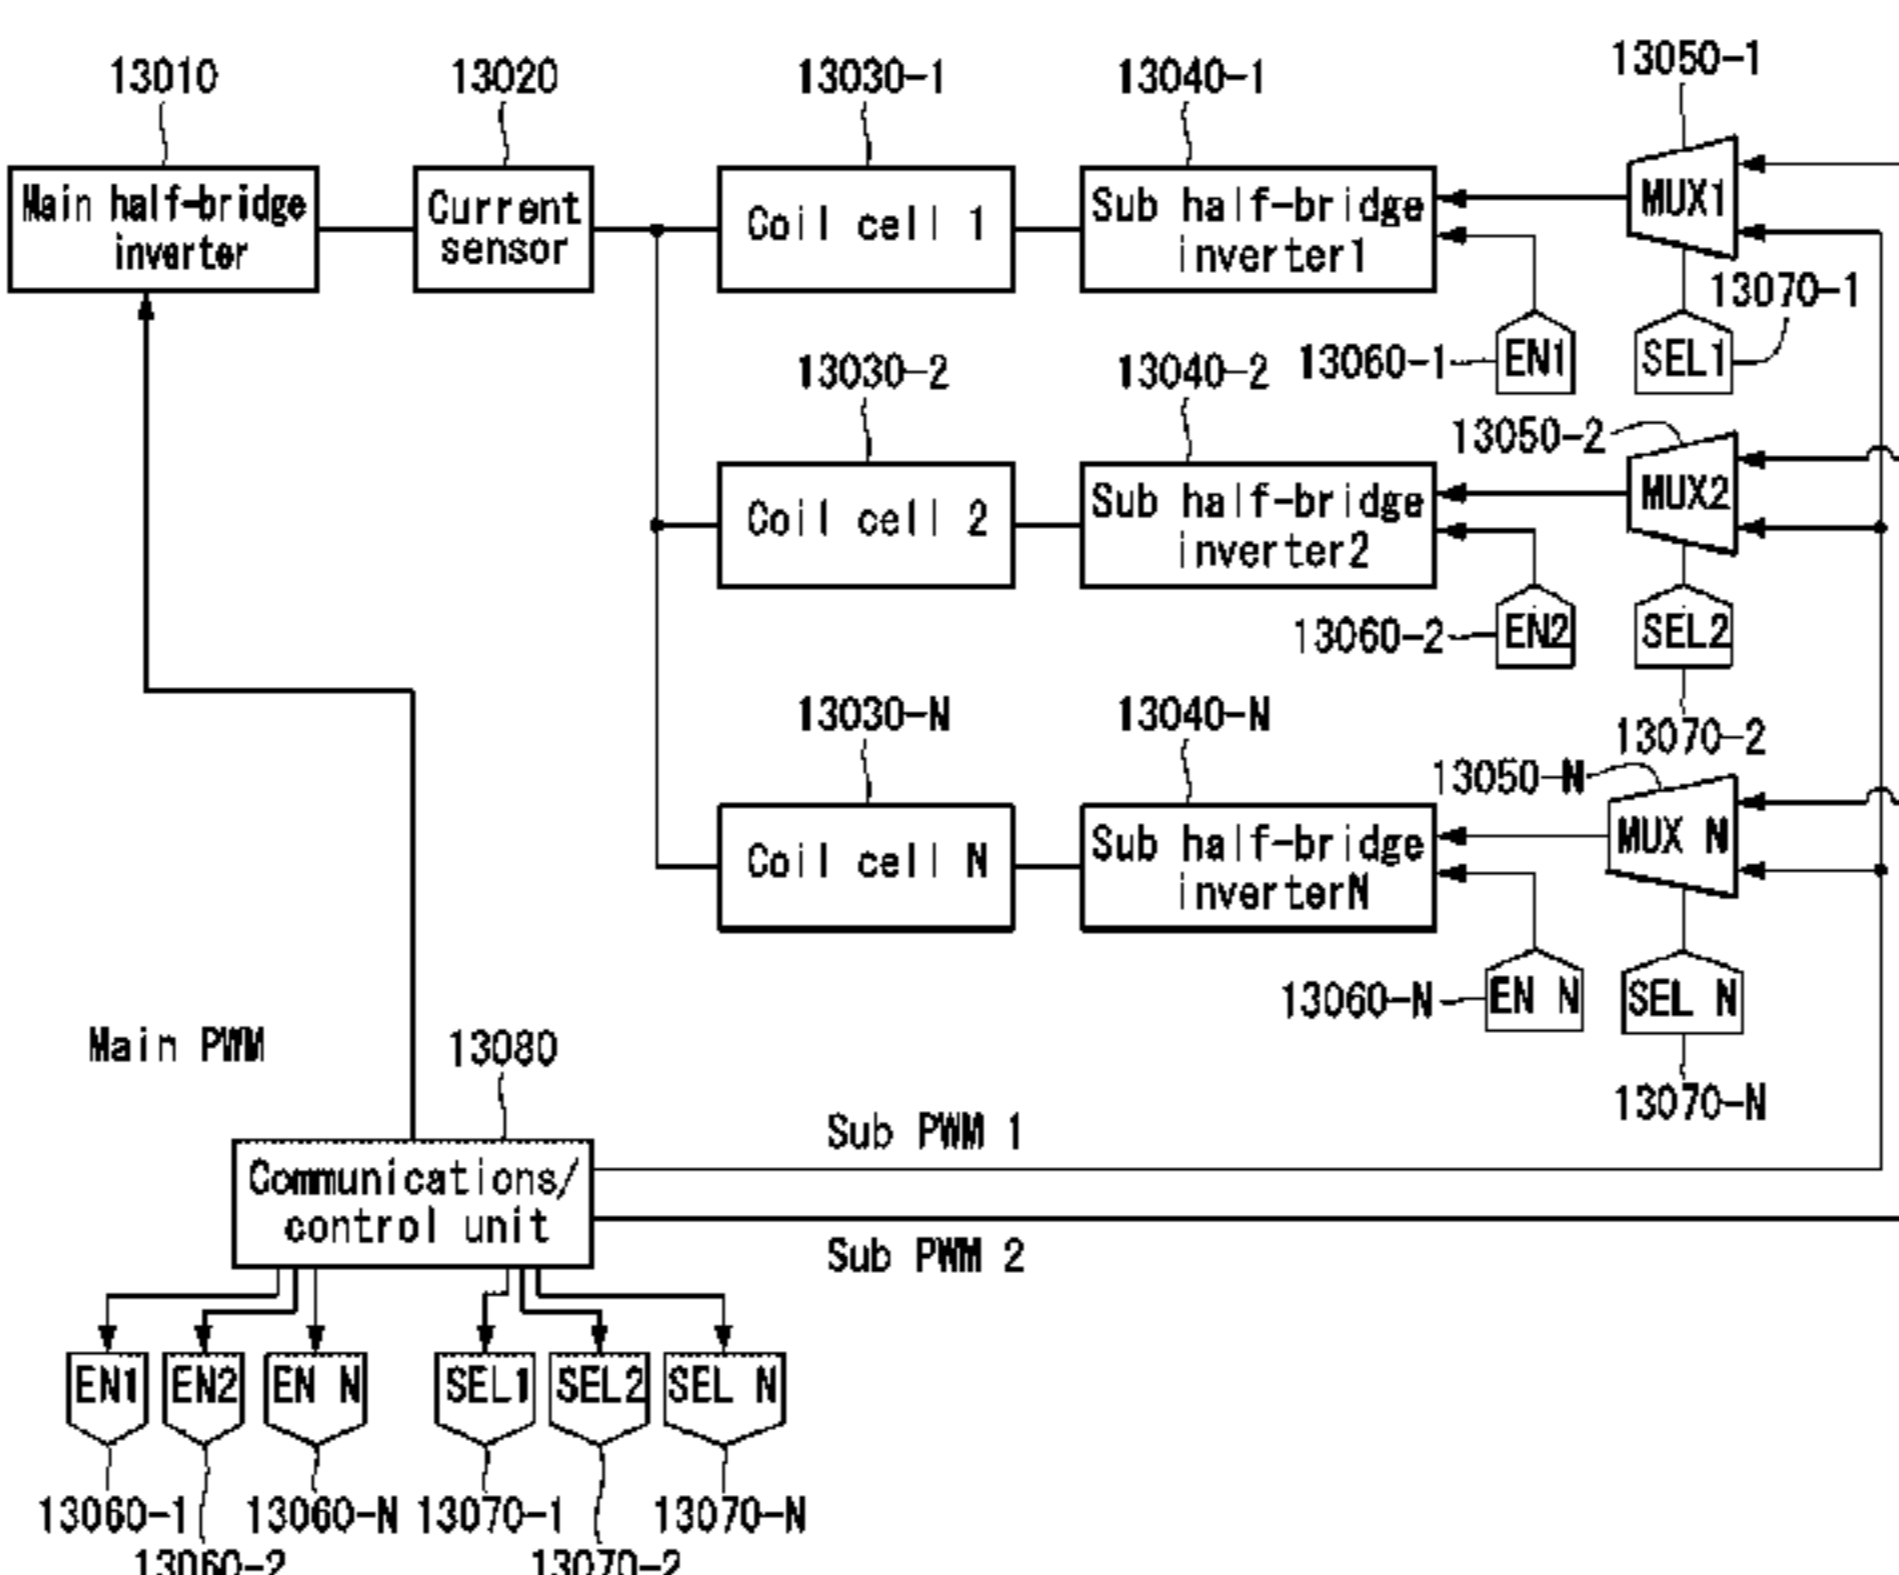 13010
13020
13030-1
13040-1
13050-1
Main half-bridge
inverter
Current
sensor
Coil cell 1
Sub half-bridge
inverter1
MUX1
13070-1
13060-1
EN1
SEL1
13030-2
13040-2
13050-2
Coil cell 2
Sub half-bridge
inverter2
MUX2
13060-2
EN2
SEL2
13070-2
13030-N
13040-N
13050-N
Coil cell N
Sub half-bridge
inverterN
MUX N
13060-N
EN N
SEL N
13070-N
Main PWM
13080
Communications/
control unit
Sub PWM 1
Sub PWM 2
EN1
EN2
EN N
SEL1
SEL2
SEL N
13060-1
13060-N
13070-1
13070-N
13060-2
13070-2